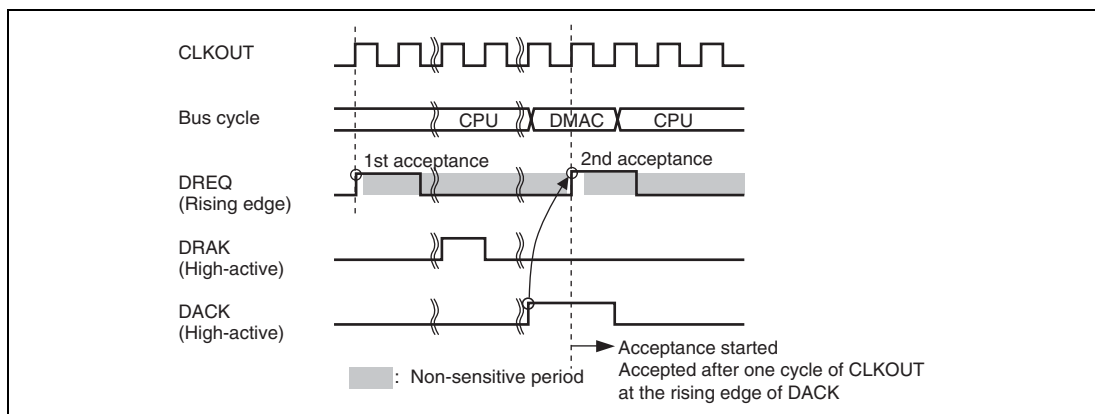 CLKOUT
Bus cycle
CPU
DMAC
CPU
1st acceptance
2nd acceptance
DREQ
(Rising edge)
DRAK
(High-active)
DACK
(High-active)
Acceptance started
Accepted after one cycle of CLKOUT
at the rising edge of DACK
: Non-sensitive period